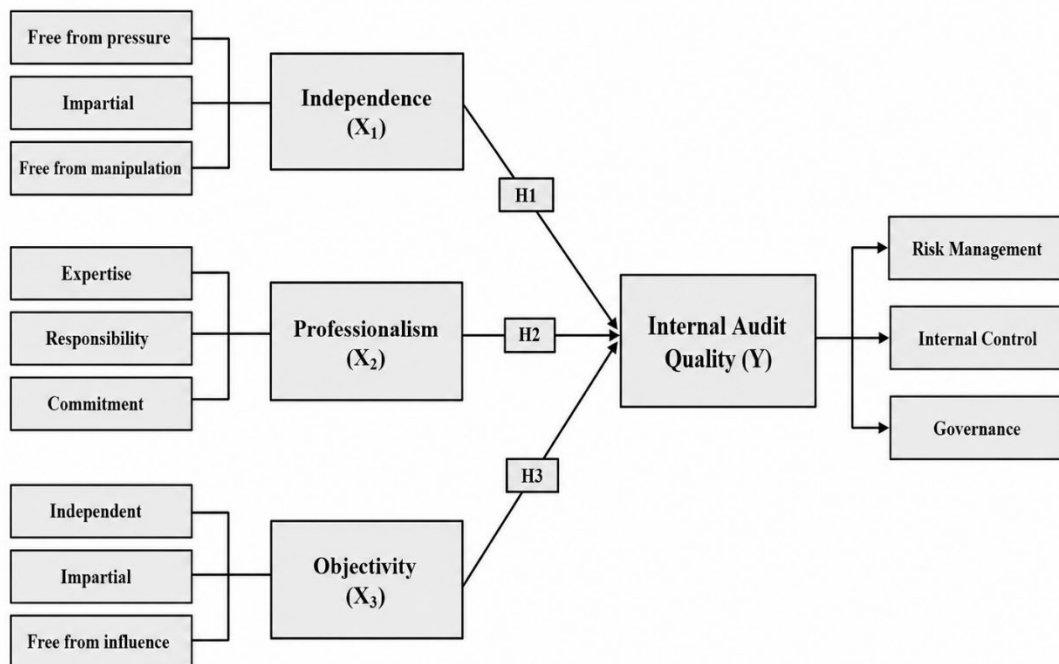 Free from pressure
Impartial
Free from manipulation
Independence
(X₁)
H1
Expertise
Responsibility
Commitment
Professionalism
(X₂)
H2
Independent
Impartial
Free from influence
Objectivity
(X₃)
H3
Internal Audit
Quality (Y)
Risk Management
Internal Control
Governance